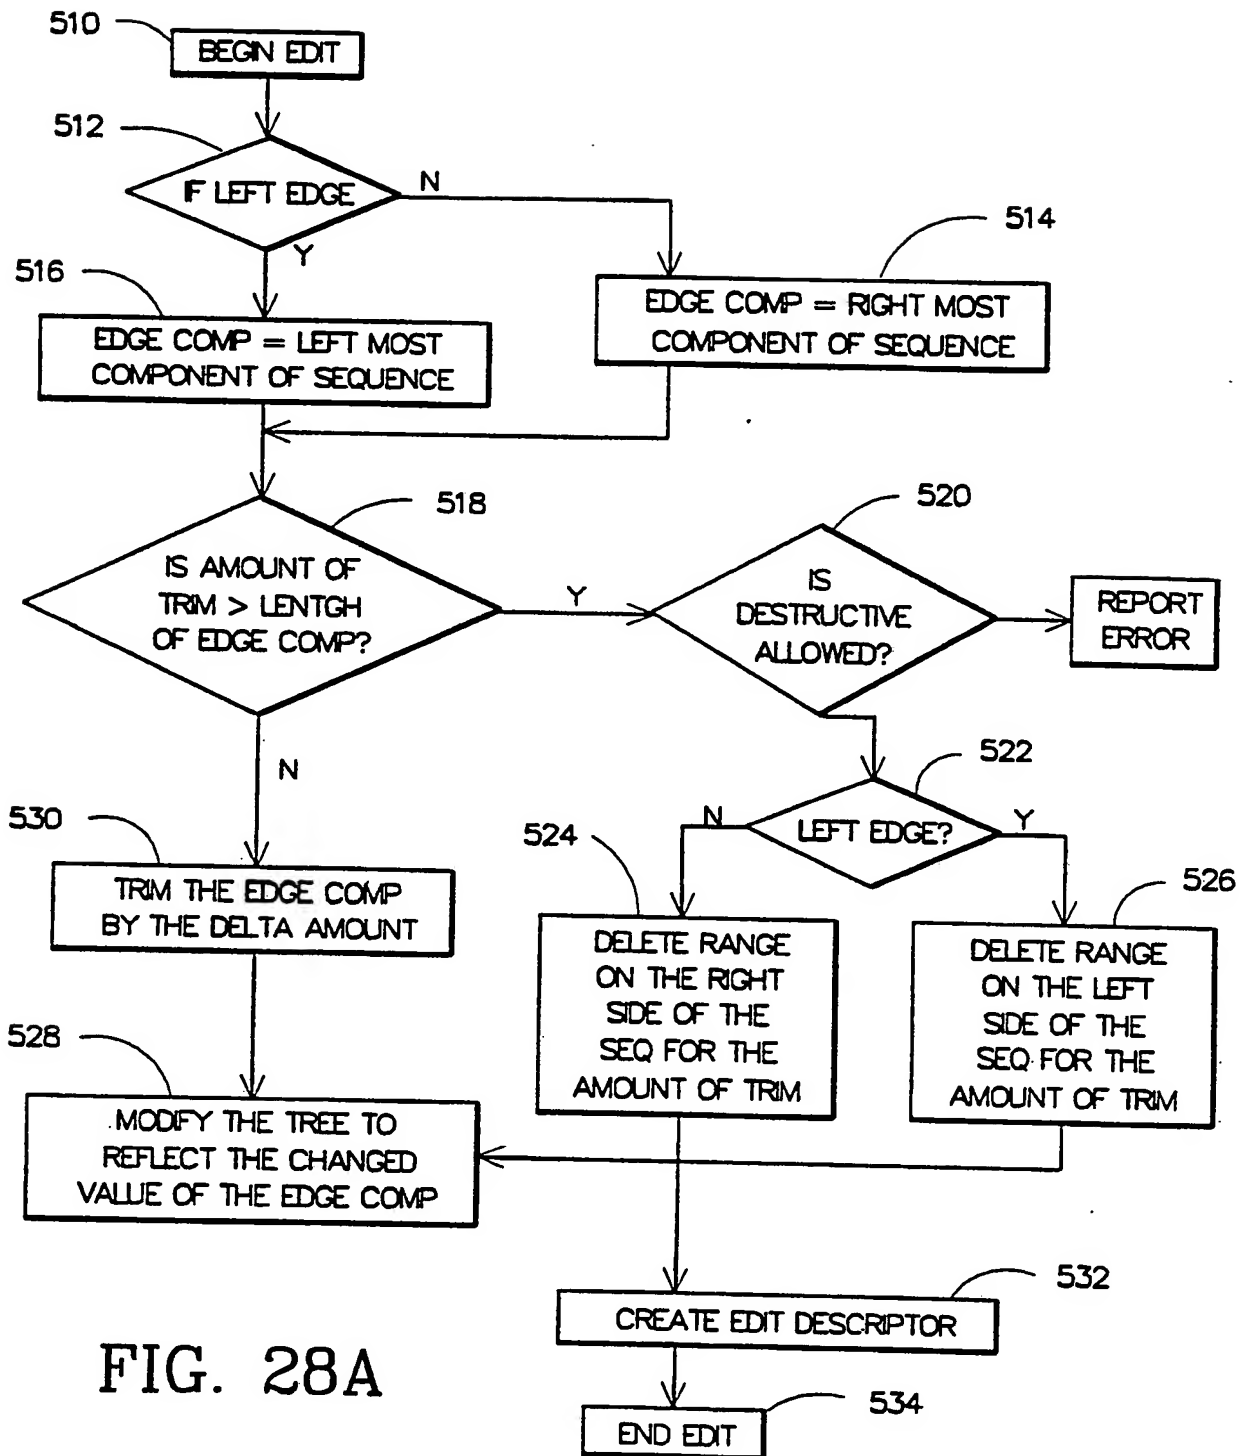 510
BEGIN EDIT
512
IF LEFT EDGE
N
Y
514
EDGE COMP = RIGHT MOST
COMPONENT OF SEQUENCE
516
EDGE COMP = LEFT MOST
COMPONENT OF SEQUENCE
518
IS AMOUNT OF
TRIM > LENTGH
OF EDGE COMP?
Y
N
520
IS
DESTRUCTIVE
ALLOWED?
REPORT
ERROR
522
LEFT EDGE?
N
Y
530
TRIM THE EDGE COMP
BY THE DELTA AMOUNT
524
DELETE RANGE
ON THE RIGHT
SIDE OF THE
SEQ FOR THE
AMOUNT OF TRIM
526
DELETE RANGE
ON THE LEFT
SIDE OF THE
SEQ FOR THE
AMOUNT OF TRIM
528
MODIFY THE TREE TO
REFLECT THE CHANGED
VALUE OF THE EDGE COMP
532
CREATE EDIT DESCRIPTOR
534
END EDIT
FIG. 28A